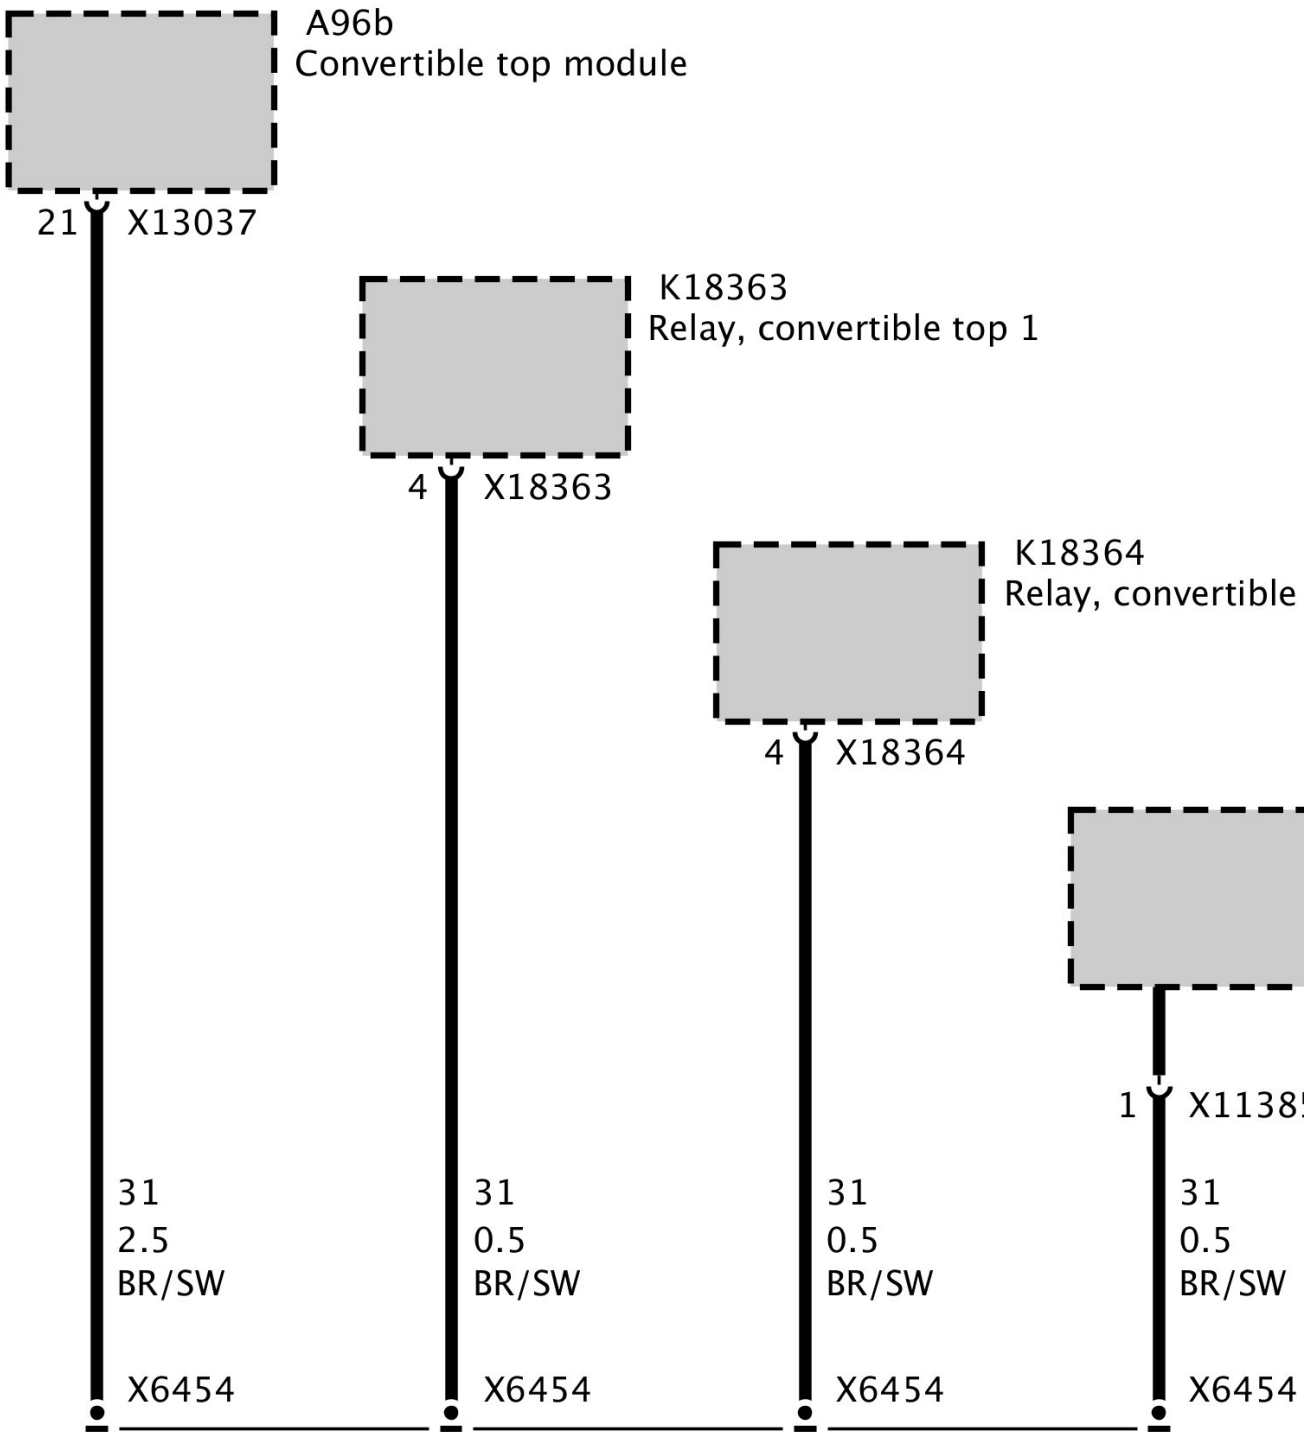 A96b
Convertible top module
21 X13037
K18363
Relay, convertible top 1
4 X18363
K18364
Relay, convertible
4 X18364
1
31 31 31 31
2.5 0.5 0.5 0.5
BR/SW BR/SW BR/SW BR/SW
X6454 X6454 X6454 X6454